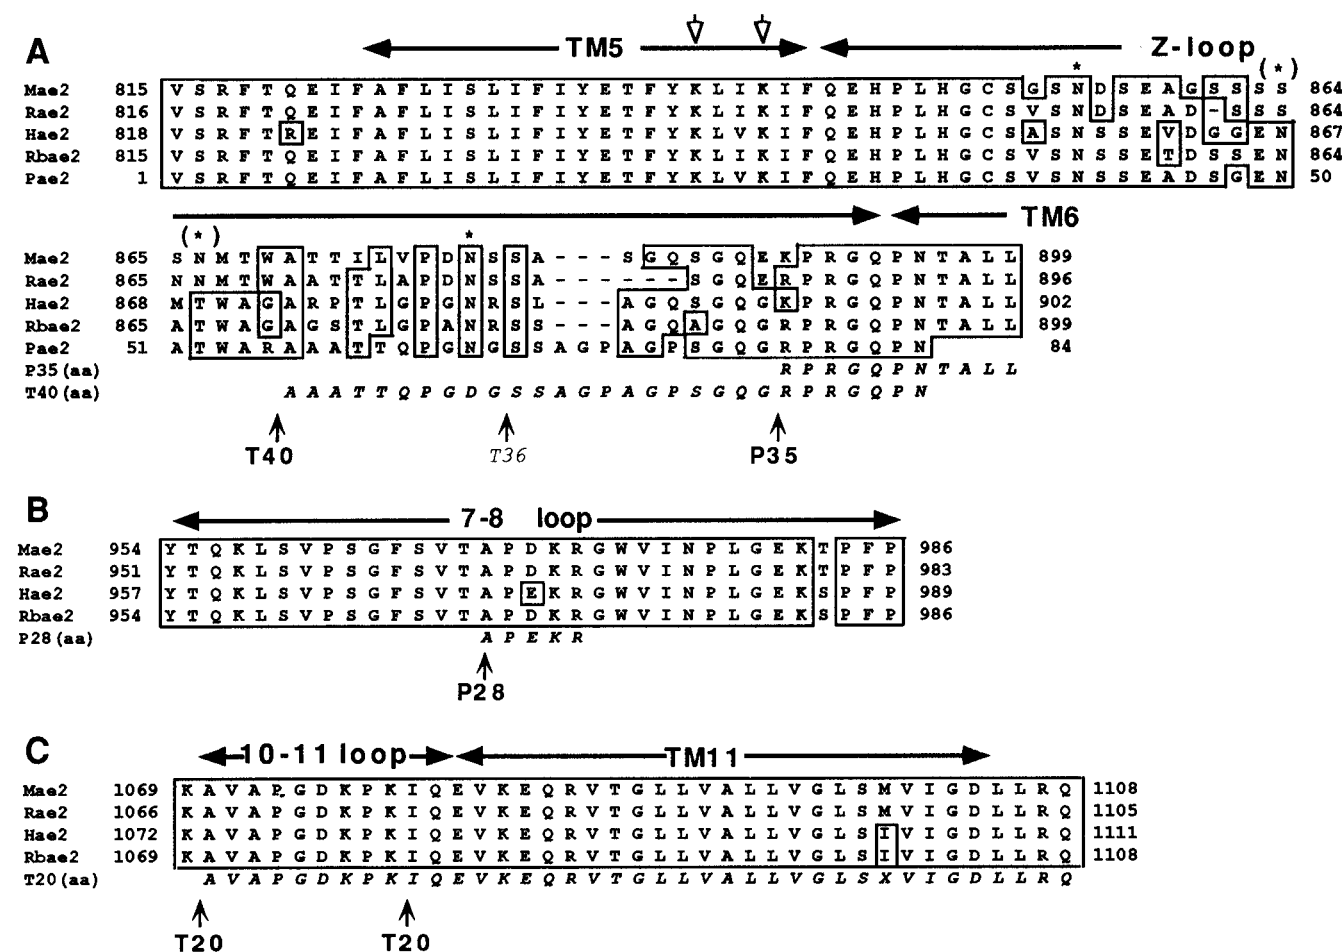 A
TM5
Z-loop
*
(*)
Mae2 815 V S R F T Q E I F A F L I S L I F I Y E T F Y K L I K I F Q E H P L H G C S G S N D S E A G S S S S 864
Rae2 816 V S R F T Q E I F A F L I S L I F I Y E T F Y K L I K I F Q E H P L H G C S V S N D S E A D - S S S 864
Hae2 818 V S R F T R E I F A F L I S L I F I Y E T F Y K L V K I F Q E H P L H G C S A S N S S E V D G G E N 867
Rbae2 815 V S R F T Q E I F A F L I S L I F I Y E T F Y K L I K I F Q E H P L H G C S V S N S S E T D S S E N 864
Pae2 1 V S R F T Q E I F A F L I S L I F I Y E T F Y K L V K I F Q E H P L H G C S V S N S S E A D S G E N 50
TM6
(*)
*
Mae2 865 S N M T W A T T I L V P D N S S A - - - S G Q S G Q E K P R G Q P N T A L L 899
Rae2 865 N N M T W A A T T L A P D N S S A - - - - - - S G Q E R P R G Q P N T A L L 896
Hae2 868 M T W A G A R P T L G P G N R S L - - - A G Q S G Q G K P R G Q P N T A L L 902
Rbae2 865 A T W A G A G S T L G P A N R S S - - - A G Q A G Q G R P R G Q P N T A L L 899
Pae2 51 A T W A R A A A T T Q P G N G S S A G P A G P S G Q G R P R G Q P N 84
P35(aa) R P R G Q P N T A L L
T40(aa) A A A T T Q P G D G S S A G P A G P S G Q G R P R G Q P N
T40
T36
P35
B
7-8 loop
Mae2 954 Y T Q K L S V P S G F S V T A P D K R G W V I N P L G E K T P F P 986
Rae2 951 Y T Q K L S V P S G F S V T A P D K R G W V I N P L G E K T P F P 983
Hae2 957 Y T Q K L S V P S G F S V T A P E K R G W V I N P L G E K S P F P 989
Rbae2 954 Y T Q K L S V P S G F S V T A P D K R G W V I N P L G E K S P F P 986
P28(aa) A P E K R
P28
C
10-11 loop
TM11
Mae2 1069 K A V A P G D K P K I Q E V K E Q R V T G L L V A L L V G L S M V I G D L L R Q 1108
Rae2 1066 K A V A P G D K P K I Q E V K E Q R V T G L L V A L L V G L S M V I G D L L R Q 1105
Hae2 1072 K A V A P G D K P K I Q E V K E Q R V T G L L V A L L V G L S I V I G D L L R Q 1111
Rbae2 1069 K A V A P G D K P K I Q E V K E Q R V T G L L V A L L V G L S I V I G D L L R Q 1108
T20(aa) A V A P G D K P K I Q E V K E Q R V T G L L V A L L V G L S X V I G D L L R Q
T20
T20